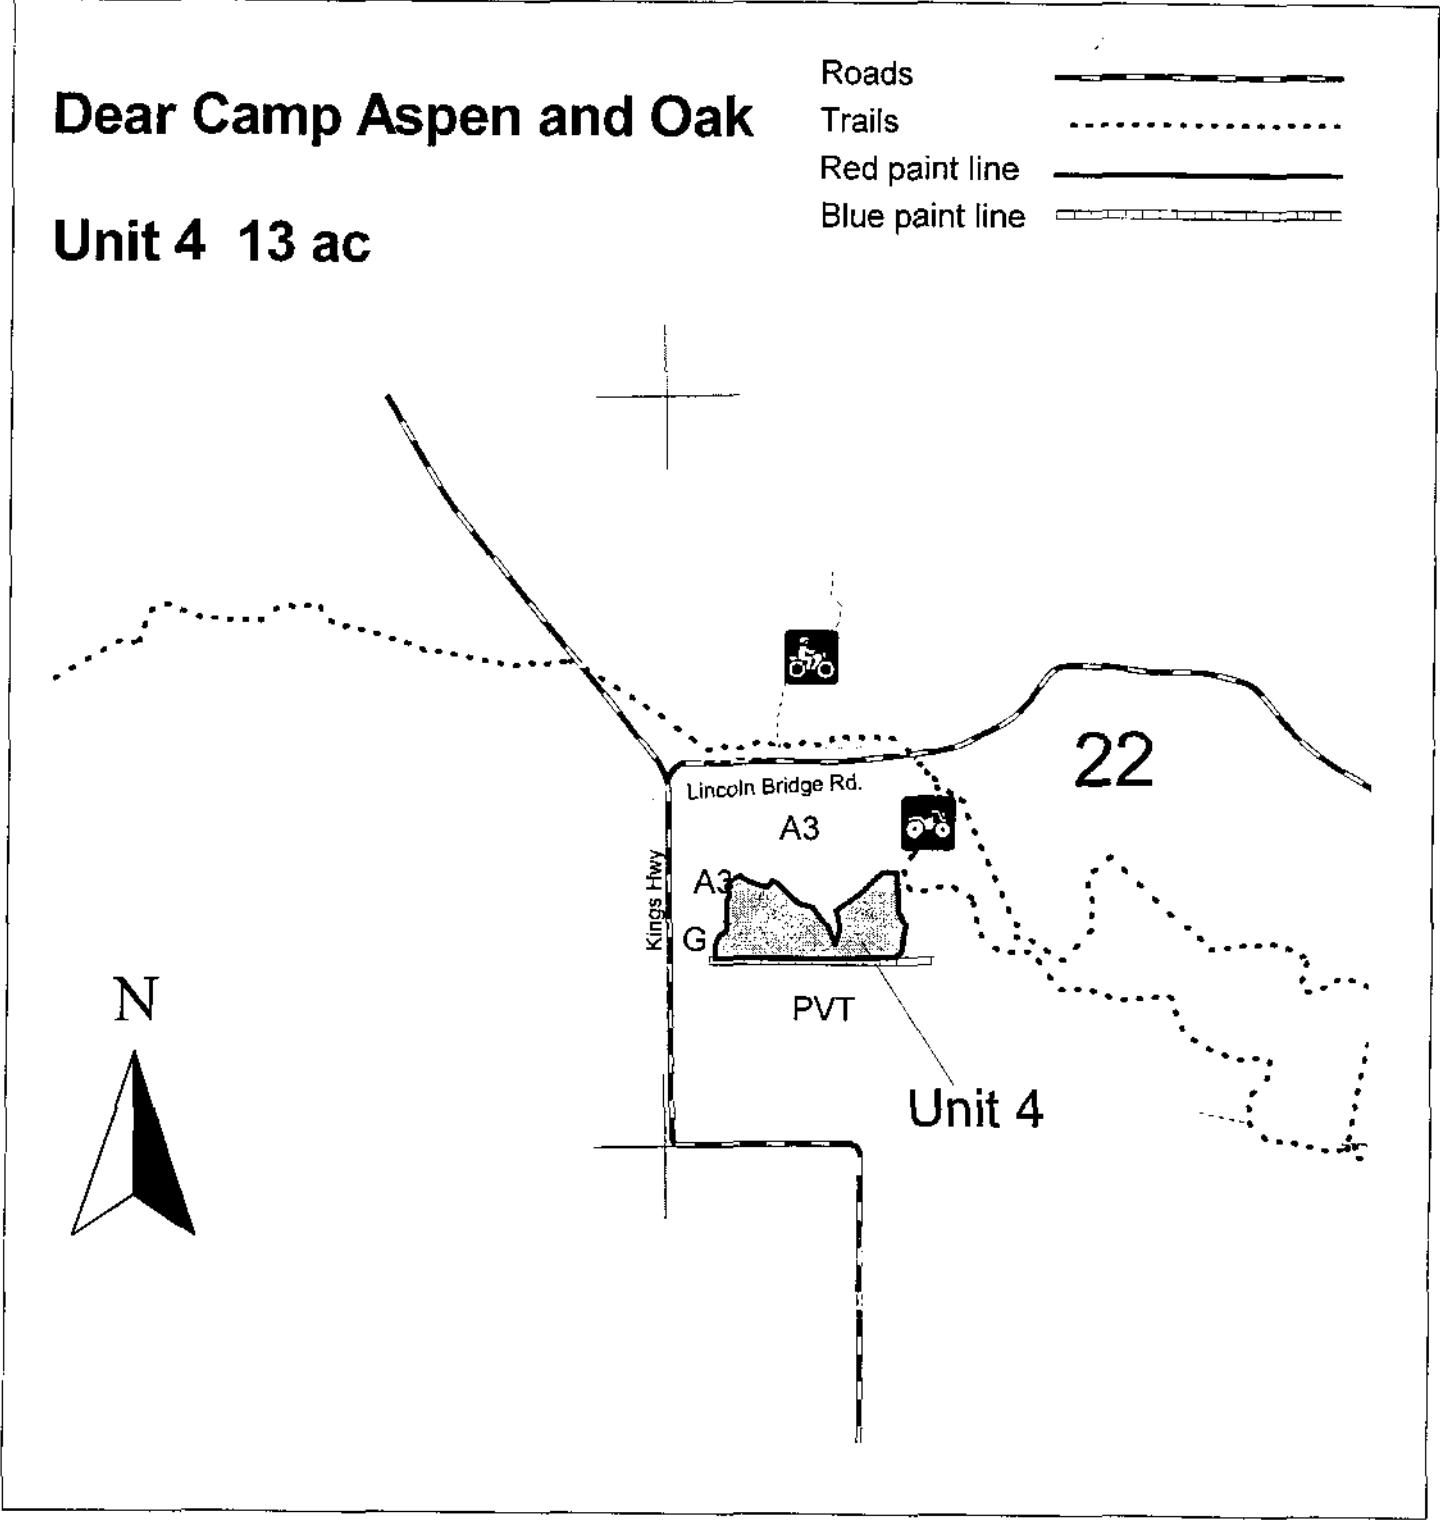 Dear Camp Aspen and Oak
Unit 4 13 ac
Roads
Trails
Red paint line
Blue paint line
22
Lincoln Bridge Rd.
A3
A3
Kings Hwy
G
PVT
Unit 4
N